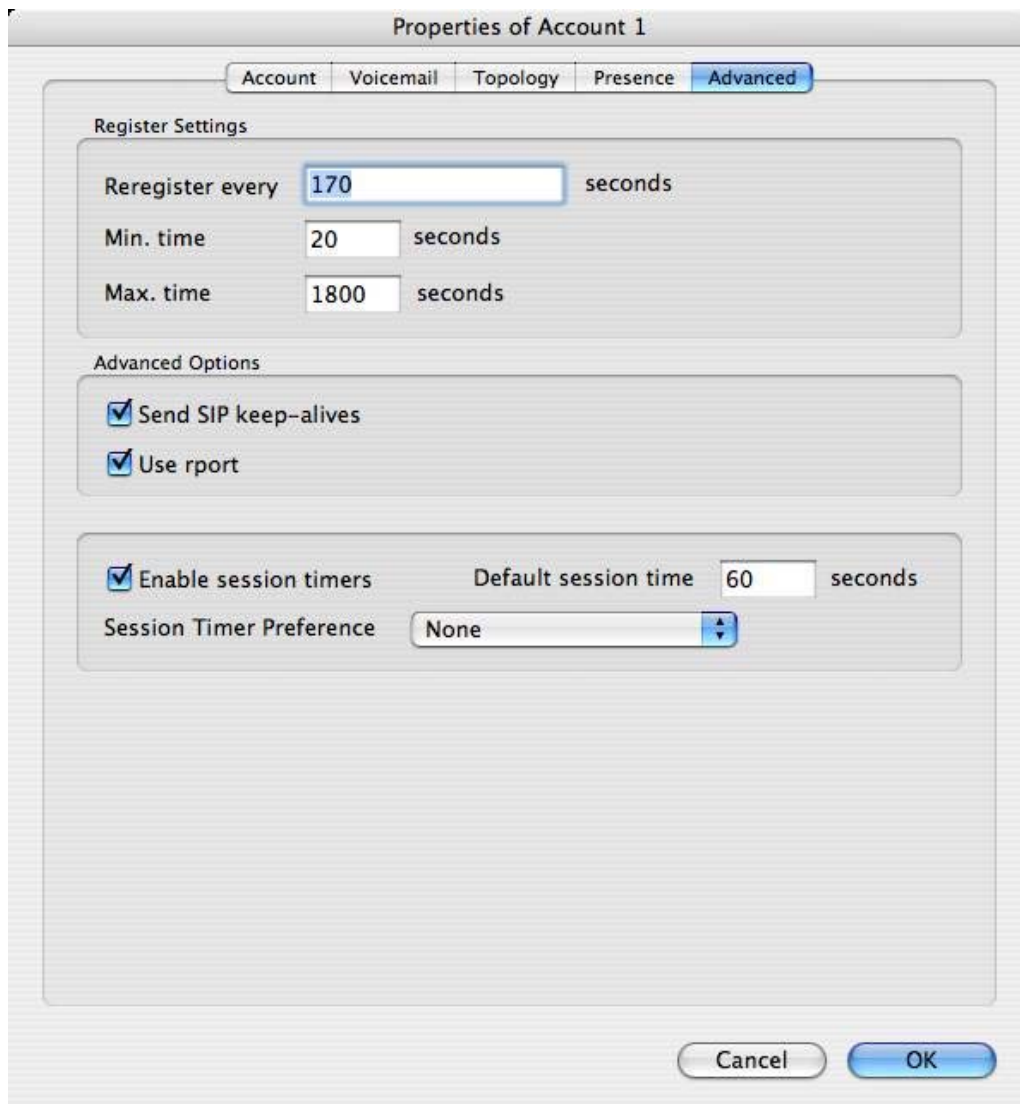 Properties of Account 1
Account Voicemail Topology Presence Advanced
Register Settings
Reregister every 170 seconds
Min. time 20 seconds
Max. time 1800 seconds
Advanced Options
Send SIP keep-alives
Use rport
Enable session timers Default session time 60 seconds
Session Timer Preference None
Cancel OK